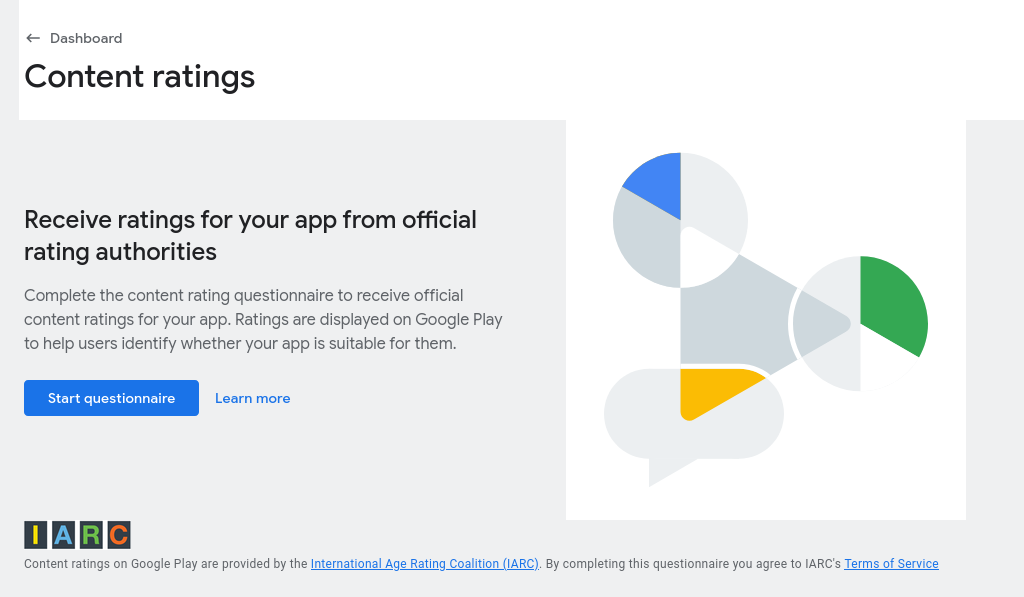 Dashboard
Content ratings
Receive ratings for your app from official
rating authorities
Complete the content rating questionnaire to receive official
content ratings for your app. Ratings are displayed on Google Play
to help users identify whether your app is suitable for them.
Start questionnaire Learn more
IARC
Content ratings on Google Play are provided by the International Age Rating Coalition (IARC). By completing this questionnaire you agree to IARC's Terms of Service